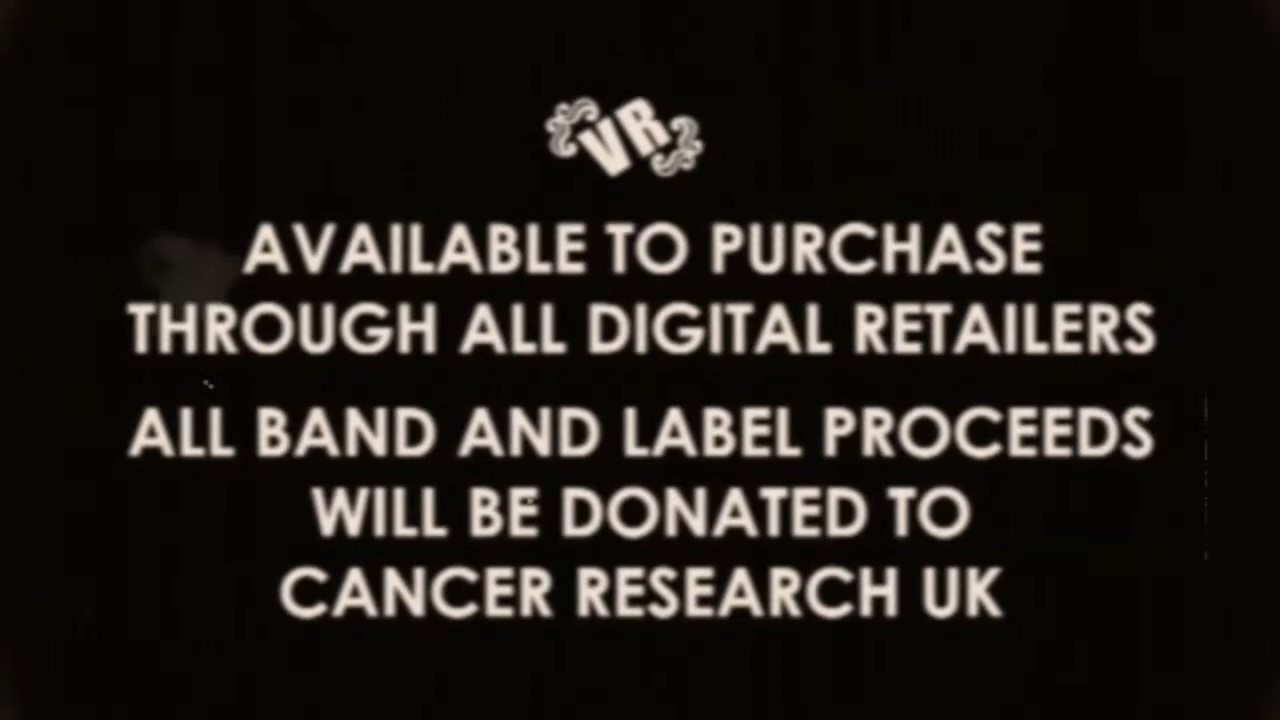 VR
AVAILABLE TO PURCHASE
THROUGH ALL DIGITAL RETAILERS
ALL BAND AND LABEL PROCEEDS
WILL BE DONATED TO
CANCER RESEARCH UK